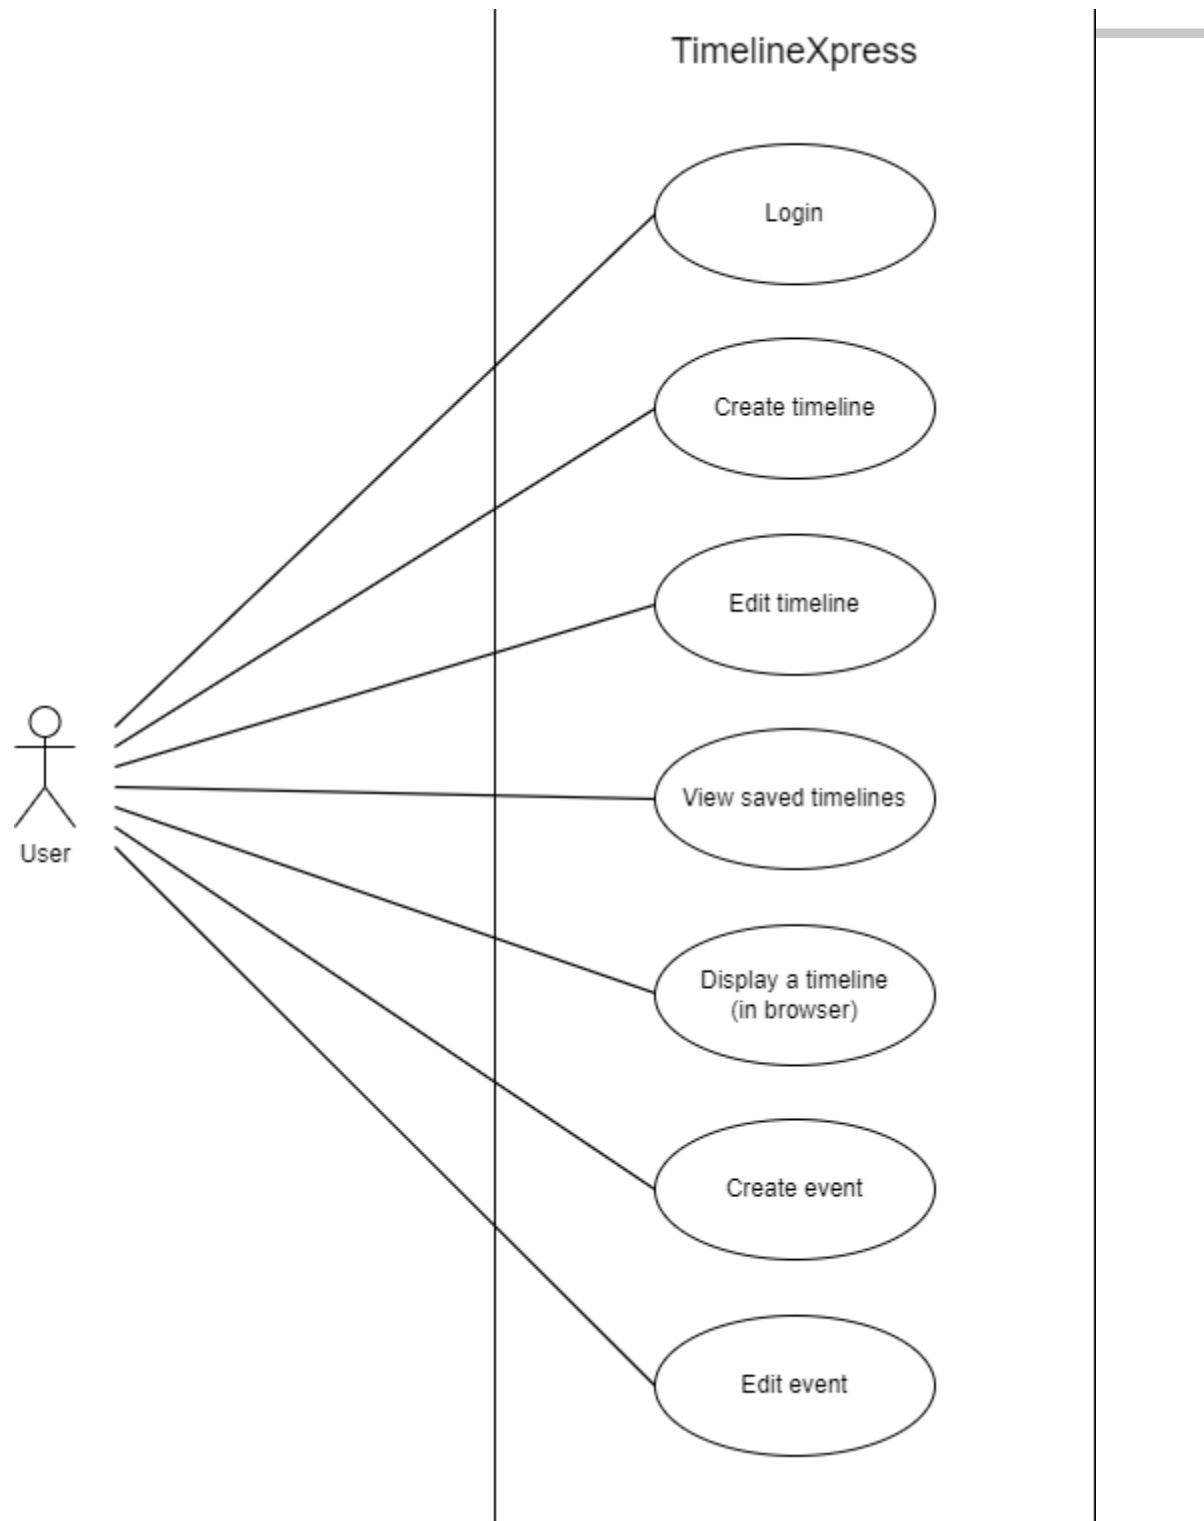 TimelineXpress
Login
Create timeline
Edit timeline
View saved timelines
User
Display a timeline
(in browser)
Create event
Edit event